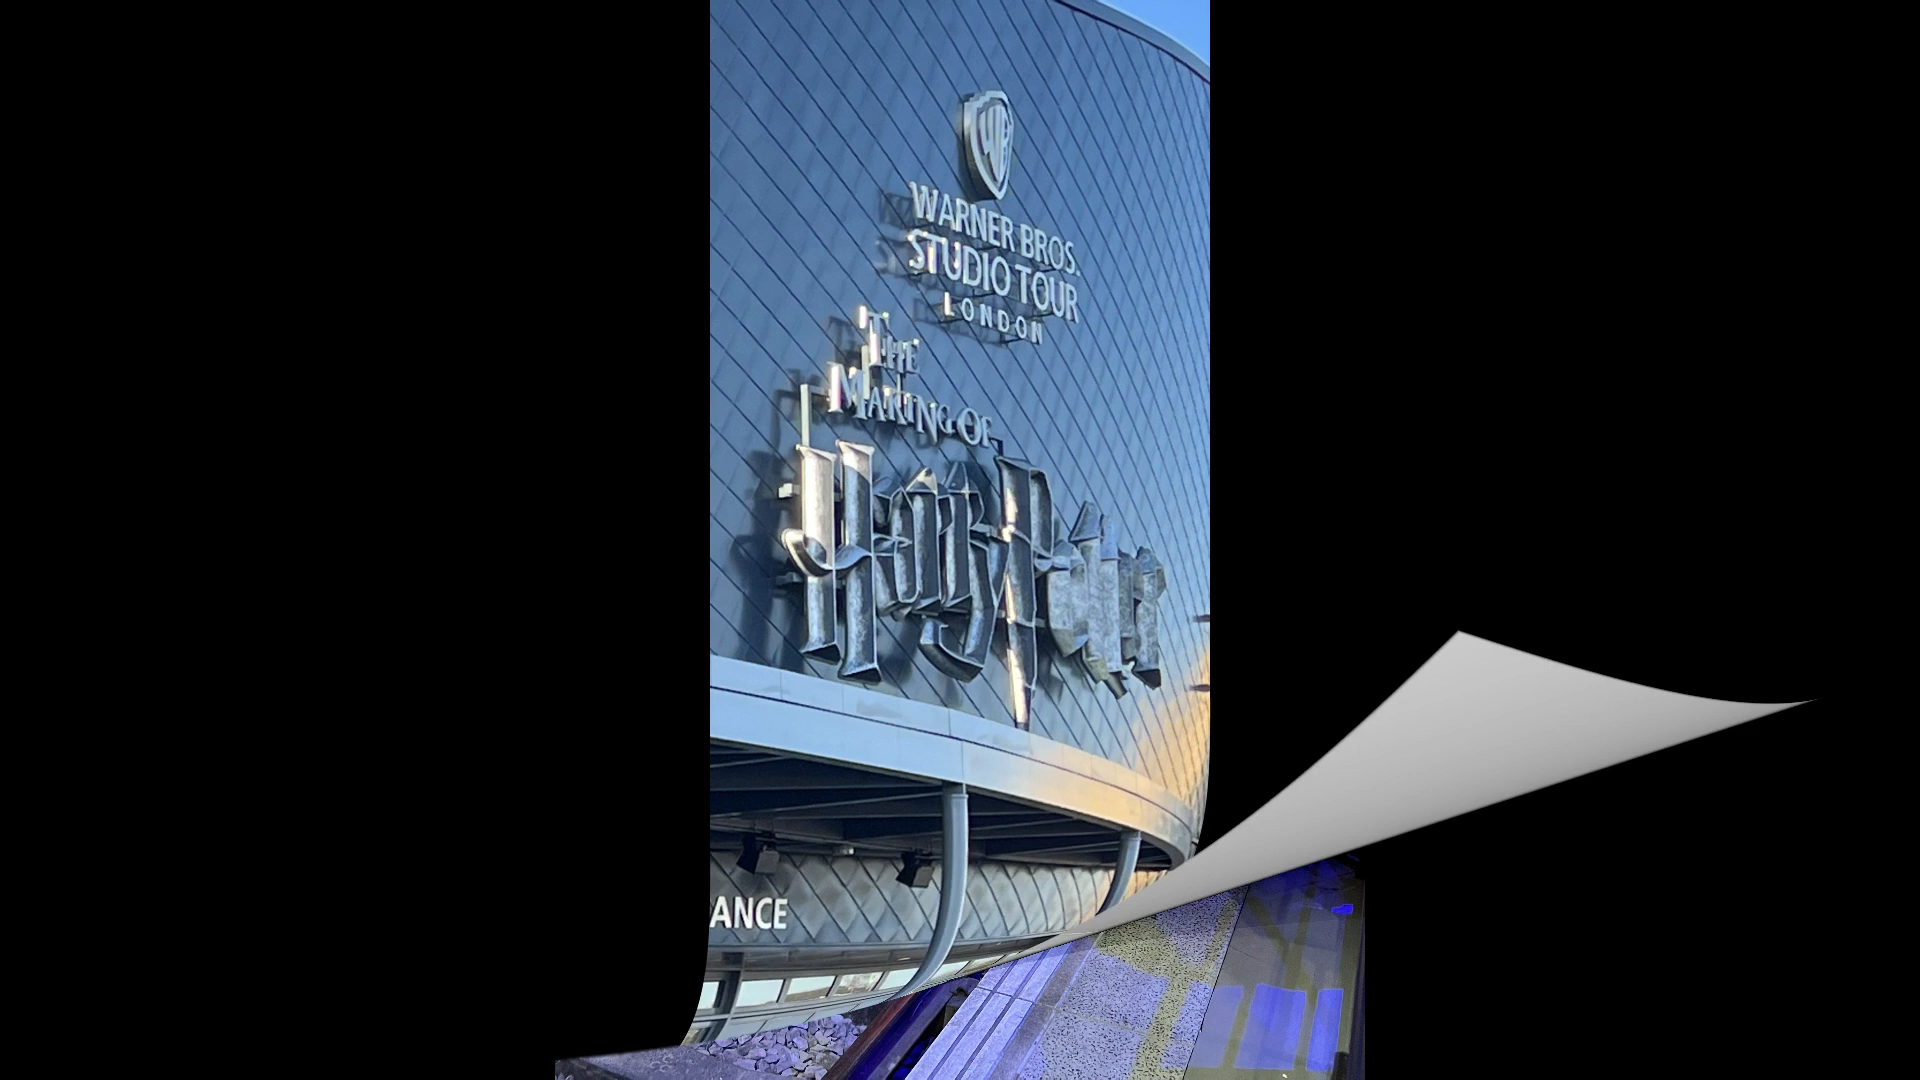 WB
WARNER BROS.
STUDIO TOUR
LONDON
THE
MAKING OF
Harry Potter
ANCE